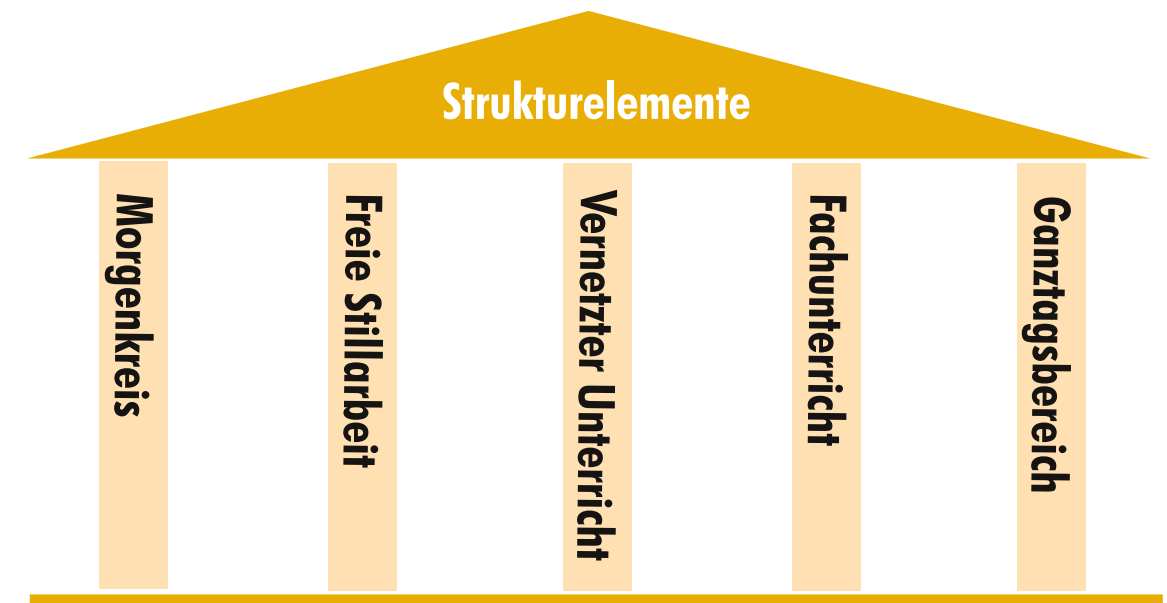 Strukturelemente
Morgenkreis
Freie Stillarbeit
Vernetzter Unterricht
Fachunterricht
Ganztagsbereich